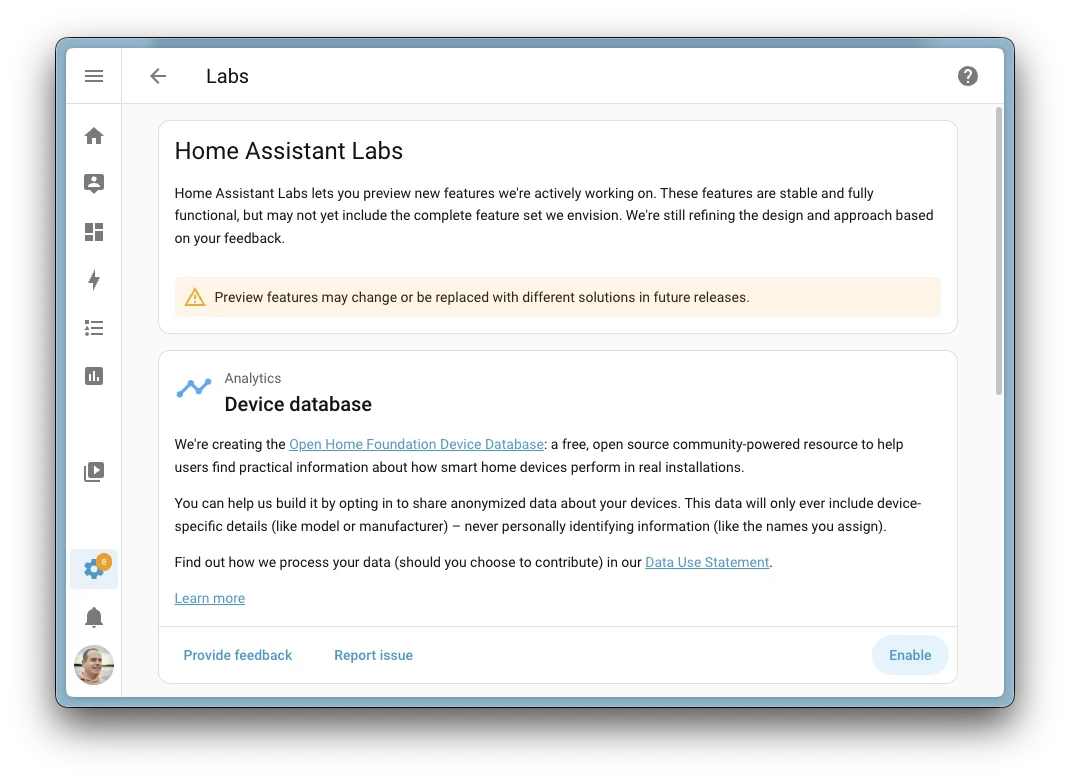 Labs
Home Assistant Labs
Home Assistant Labs lets you preview new features we're actively working on. These features are stable and fully
functional, but may not yet include the complete feature set we envision. We're still refining the design and approach based
on your feedback.
Preview features may change or be replaced with different solutions in future releases.
Analytics
Device database
We're creating the Open Home Foundation Device Database: a free, open source community-powered resource to help
users find practical information about how smart home devices perform in real installations.
You can help us build it by opting in to share anonymized data about your devices. This data will only ever include device-
specific details (like model or manufacturer) – never personally identifying information (like the names you assign).
Find out how we process your data (should you choose to contribute) in our Data Use Statement.
Learn more
8
Provide feedback
Report issue
Enable